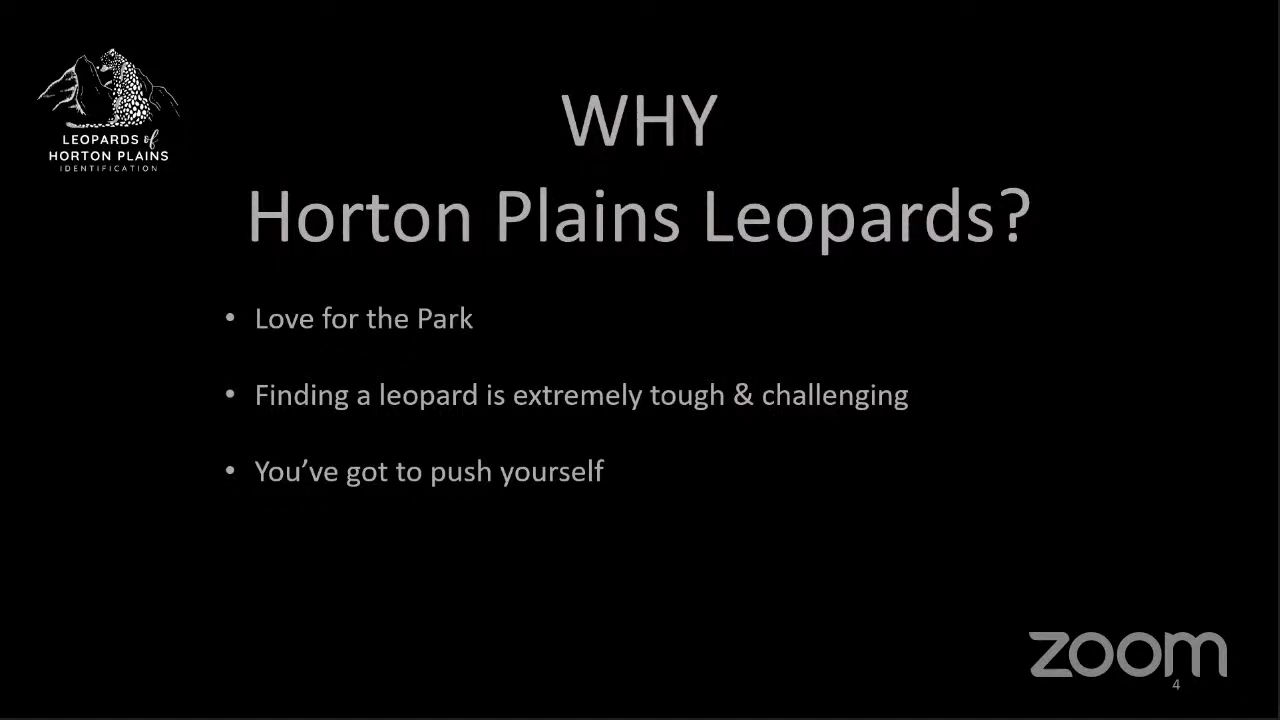 LEOPARDS of
HORTON PLAINS
IDENTIFICATION
WHY
Horton Plains Leopards?
• Love for the Park
• Finding a leopard is extremely tough & challenging
• You’ve got to push yourself
zoom
4